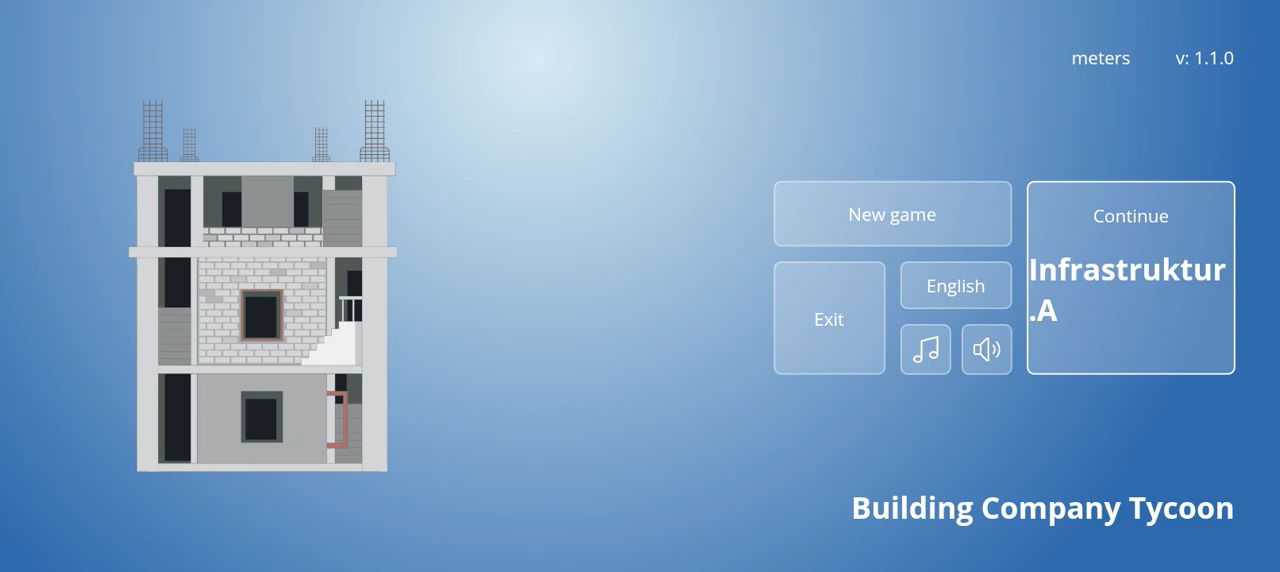 meters v: 1.1.0
New game
Continue
Infrastruktur
.A
English
Exit
Building Company Tycoon